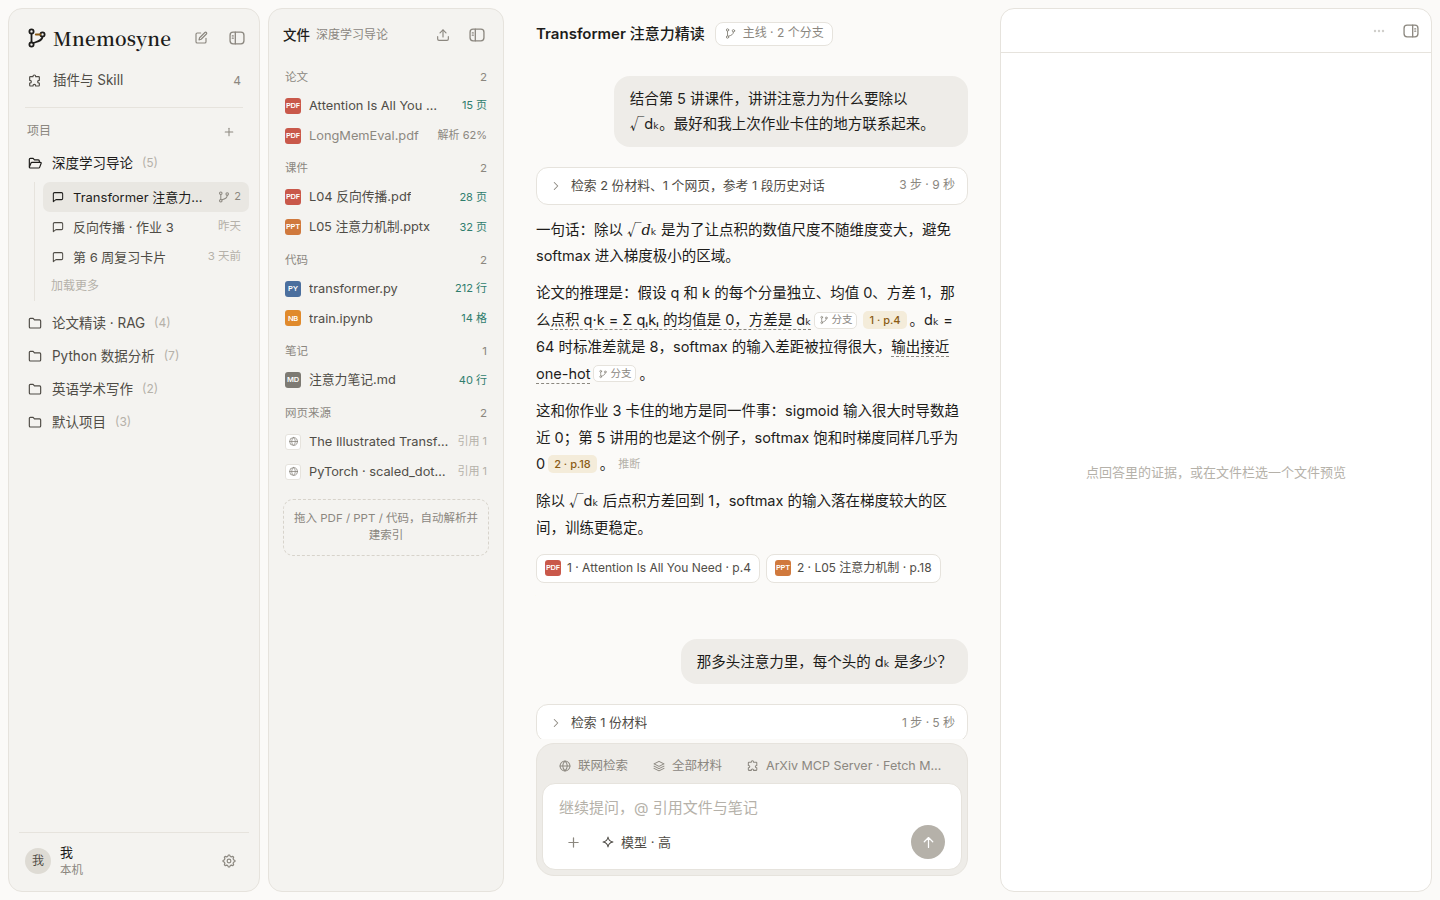 Mnemosyne
插件与 Skill 4
项目
深度学习导论 (5)
Transformer 注意力... 2
反向传播 · 作业 3 昨天
第 6 周复习卡片 3 天前
加载更多
论文精读 · RAG (4)
Python 数据分析 (7)
英语学术写作 (2)
默认项目 (3)
我 我
本机
文件 深度学习导论
论文 2
PDF Attention Is All You ... 15 页
PDF LongMemEval.pdf 解析 62%
课件 2
PDF L04 反向传播.pdf 28 页
PPT L05 注意力机制.pptx 32 页
代码 2
PY transformer.py 212 行
NB train.ipynb 14 格
笔记 1
MD 注意力笔记.md 40 行
网页来源 2
The Illustrated Transf... 引用 1
PyTorch · scaled_dot... 引用 1
拖入 PDF / PPT / 代码，自动解析并
建索引
Transformer 注意力精读 主线 · 2 个分支
结合第 5 讲课件，讲讲注意力为什么要除以
√dₖ。最好和我上次作业卡住的地方联系起来。
检索 2 份材料、1 个网页，参考 1 段历史对话 3 步 · 9 秒
一句话：除以 √dₖ 是为了让点积的数值尺度不随维度变大，避免
softmax 进入梯度极小的区域。
论文的推理是：假设 q 和 k 的每个分量独立、均值 0、方差 1，那
么点积 q·k = Σ qᵢkᵢ 的均值是 0，方差是 dₖ 分支 1 · p.4 。dₖ =
64 时标准差就是 8，softmax 的输入差距被拉得很大，输出接近
one-hot 分支 。
这和你作业 3 卡住的地方是同一件事：sigmoid 输入很大时导数趋
近 0；第 5 讲用的也是这个例子，softmax 饱和时梯度同样几乎为
0 2 · p.18 。 推断
除以 √dₖ 后点积方差回到 1，softmax 的输入落在梯度较大的区
间，训练更稳定。
PDF 1 · Attention Is All You Need · p.4 PPT 2 · L05 注意力机制 · p.18
那多头注意力里，每个头的 dₖ 是多少？
检索 1 份材料 1 步 · 5 秒
联网检索 全部材料 ArXiv MCP Server · Fetch M...
继续提问，@ 引用文件与笔记
模型 · 高
点回答里的证据，或在文件栏选一个文件预览